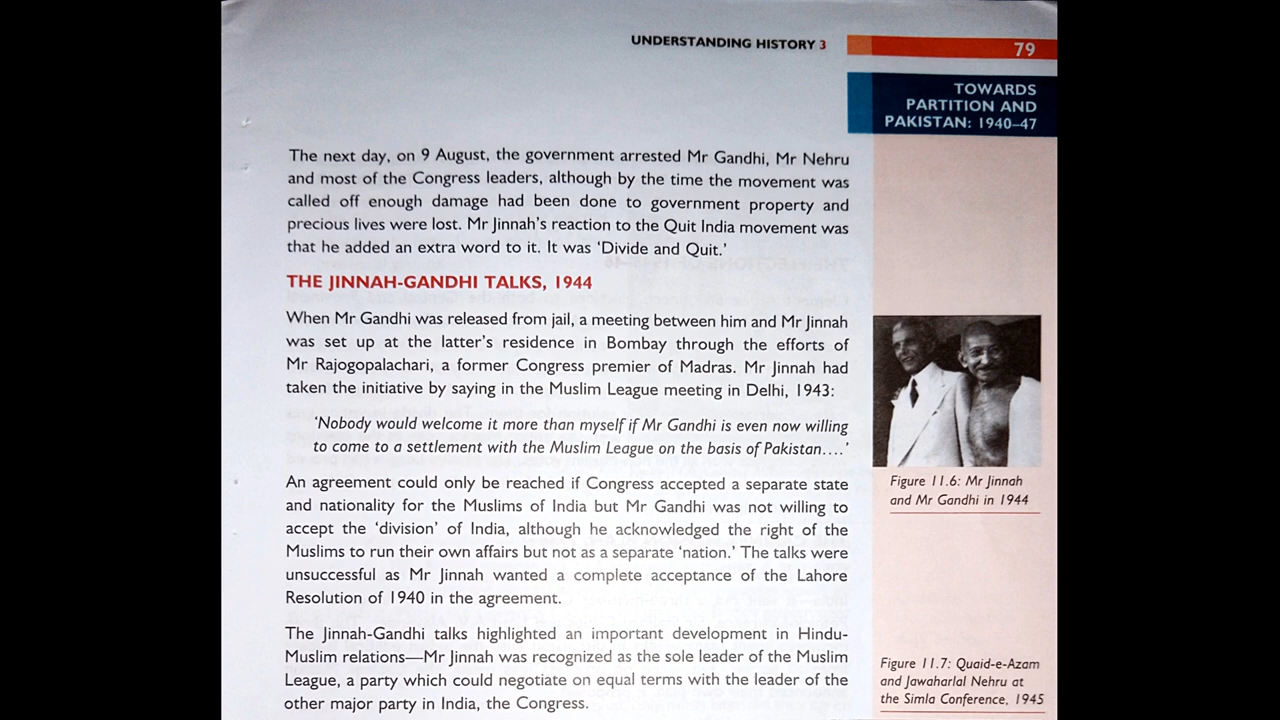 UNDERSTANDING HISTORY 3
79
TOWARDS
PARTITION AND
PAKISTAN: 1940–47
The next day, on 9 August, the government arrested Mr Gandhi, Mr Nehru
and most of the Congress leaders, although by the time the movement was
called off enough damage had been done to government property and
precious lives were lost. Mr Jinnah's reaction to the Quit India movement was
that he added an extra word to it. It was 'Divide and Quit.'
THE JINNAH-GANDHI TALKS, 1944
When Mr Gandhi was released from jail, a meeting between him and Mr Jinnah
was set up at the latter's residence in Bombay through the efforts of
Mr Rajogopalachari, a former Congress premier of Madras. Mr Jinnah had
taken the initiative by saying in the Muslim League meeting in Delhi, 1943:
'Nobody would welcome it more than myself if Mr Gandhi is even now willing
to come to a settlement with the Muslim League on the basis of Pakistan....'
An agreement could only be reached if Congress accepted a separate state
and nationality for the Muslims of India but Mr Gandhi was not willing to
accept the 'division' of India, although he acknowledged the right of the
Muslims to run their own affairs but not as a separate 'nation.' The talks were
unsuccessful as Mr Jinnah wanted a complete acceptance of the Lahore
Resolution of 1940 in the agreement.
The Jinnah-Gandhi talks highlighted an important development in Hindu-
Muslim relations—Mr Jinnah was recognized as the sole leader of the Muslim
League, a party which could negotiate on equal terms with the leader of the
other major party in India, the Congress.
Figure 11.6: Mr Jinnah
and Mr Gandhi in 1944
Figure 11.7: Quaid-e-Azam
and Jawaharlal Nehru at
the Simla Conference, 1945